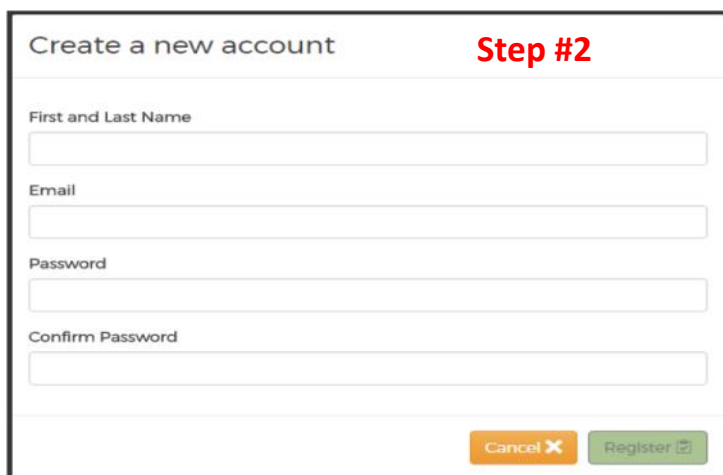 Create a new account Step #2
First and Last Name
Email
Password
Confirm Password
Cancel Register